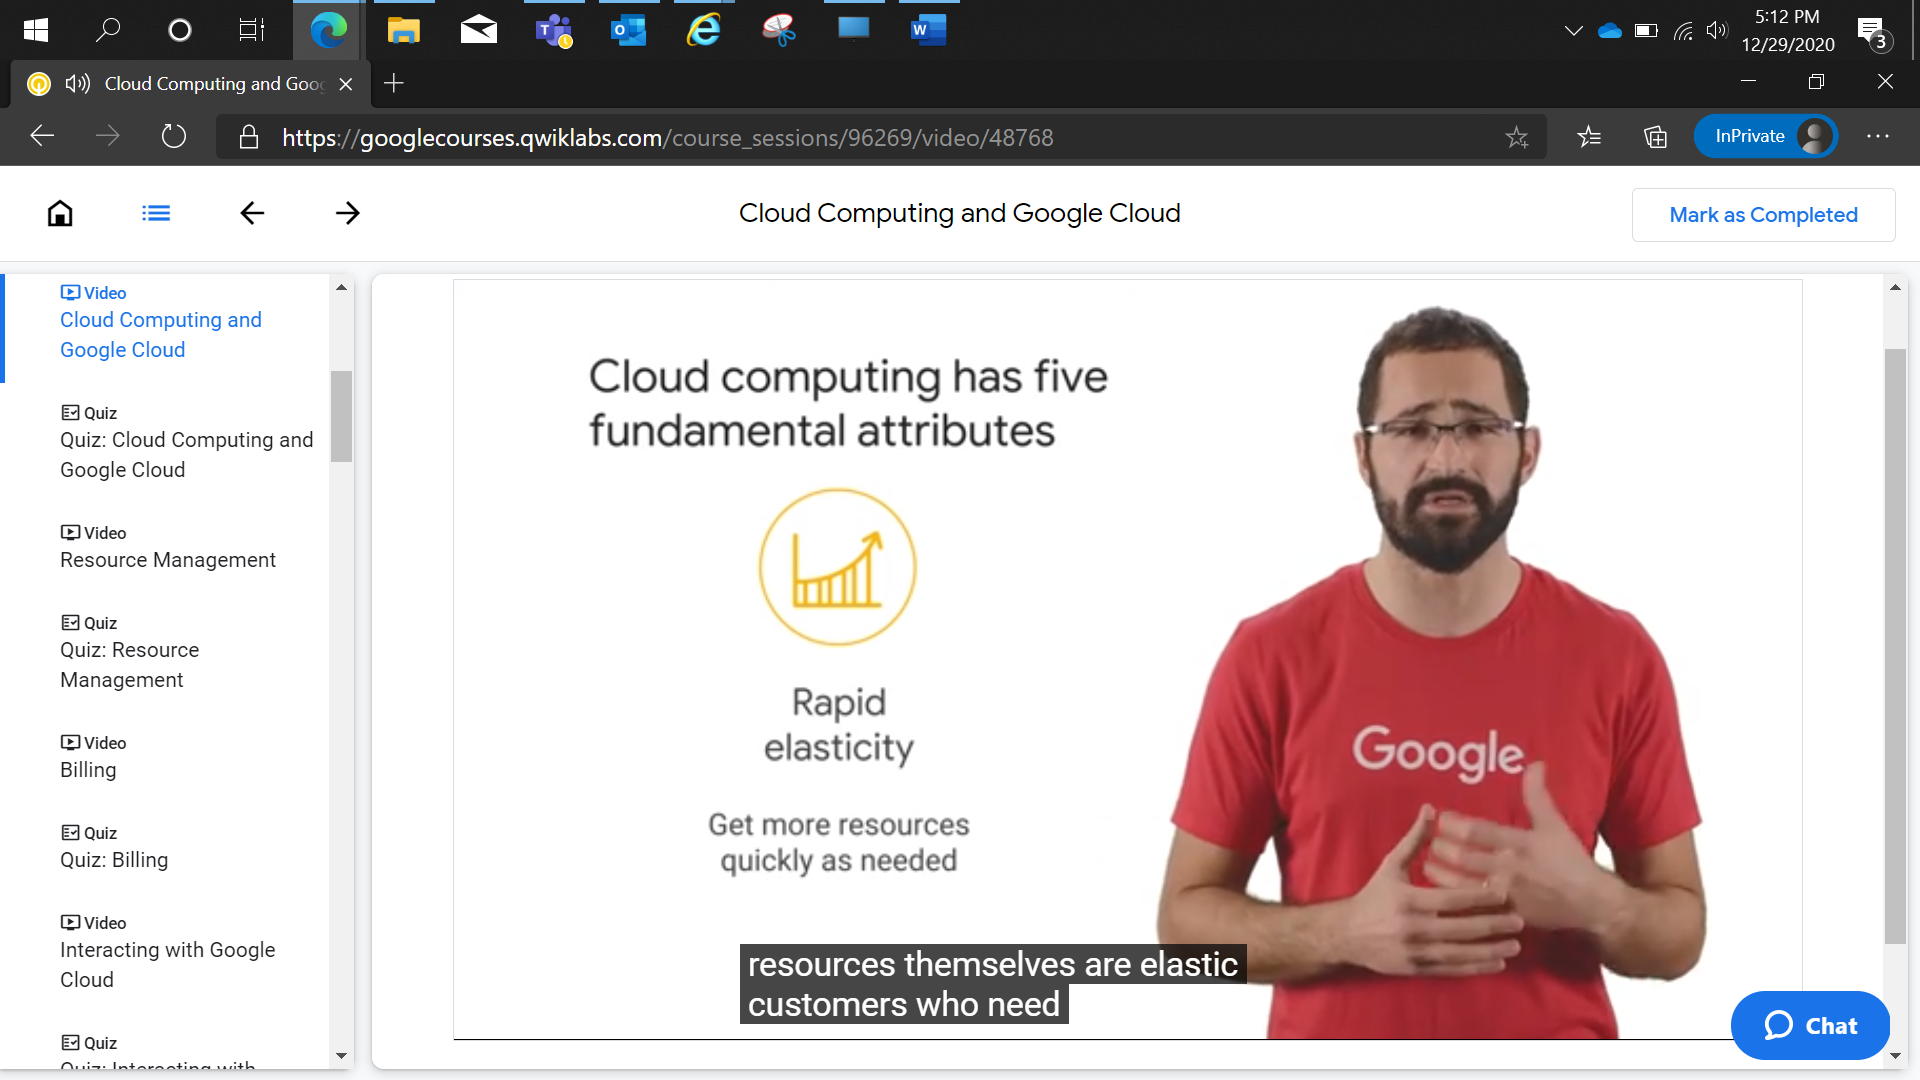 5:12 PM
12/29/2020
3
Cloud Computing and Goog
https://googlecourses.qwiklabs.com/course_sessions/96269/video/48768
InPrivate
Cloud Computing and Google Cloud
Mark as Completed
Video
Cloud Computing and
Google Cloud
Quiz
Quiz: Cloud Computing and
Google Cloud
Video
Resource Management
Quiz
Quiz: Resource
Management
Video
Billing
Quiz
Quiz: Billing
Video
Interacting with Google
Cloud
Quiz
Quiz: Interacting with
Cloud computing has five
fundamental attributes
Rapid
elasticity
Get more resources
quickly as needed
Google
resources themselves are elastic
customers who need
Chat